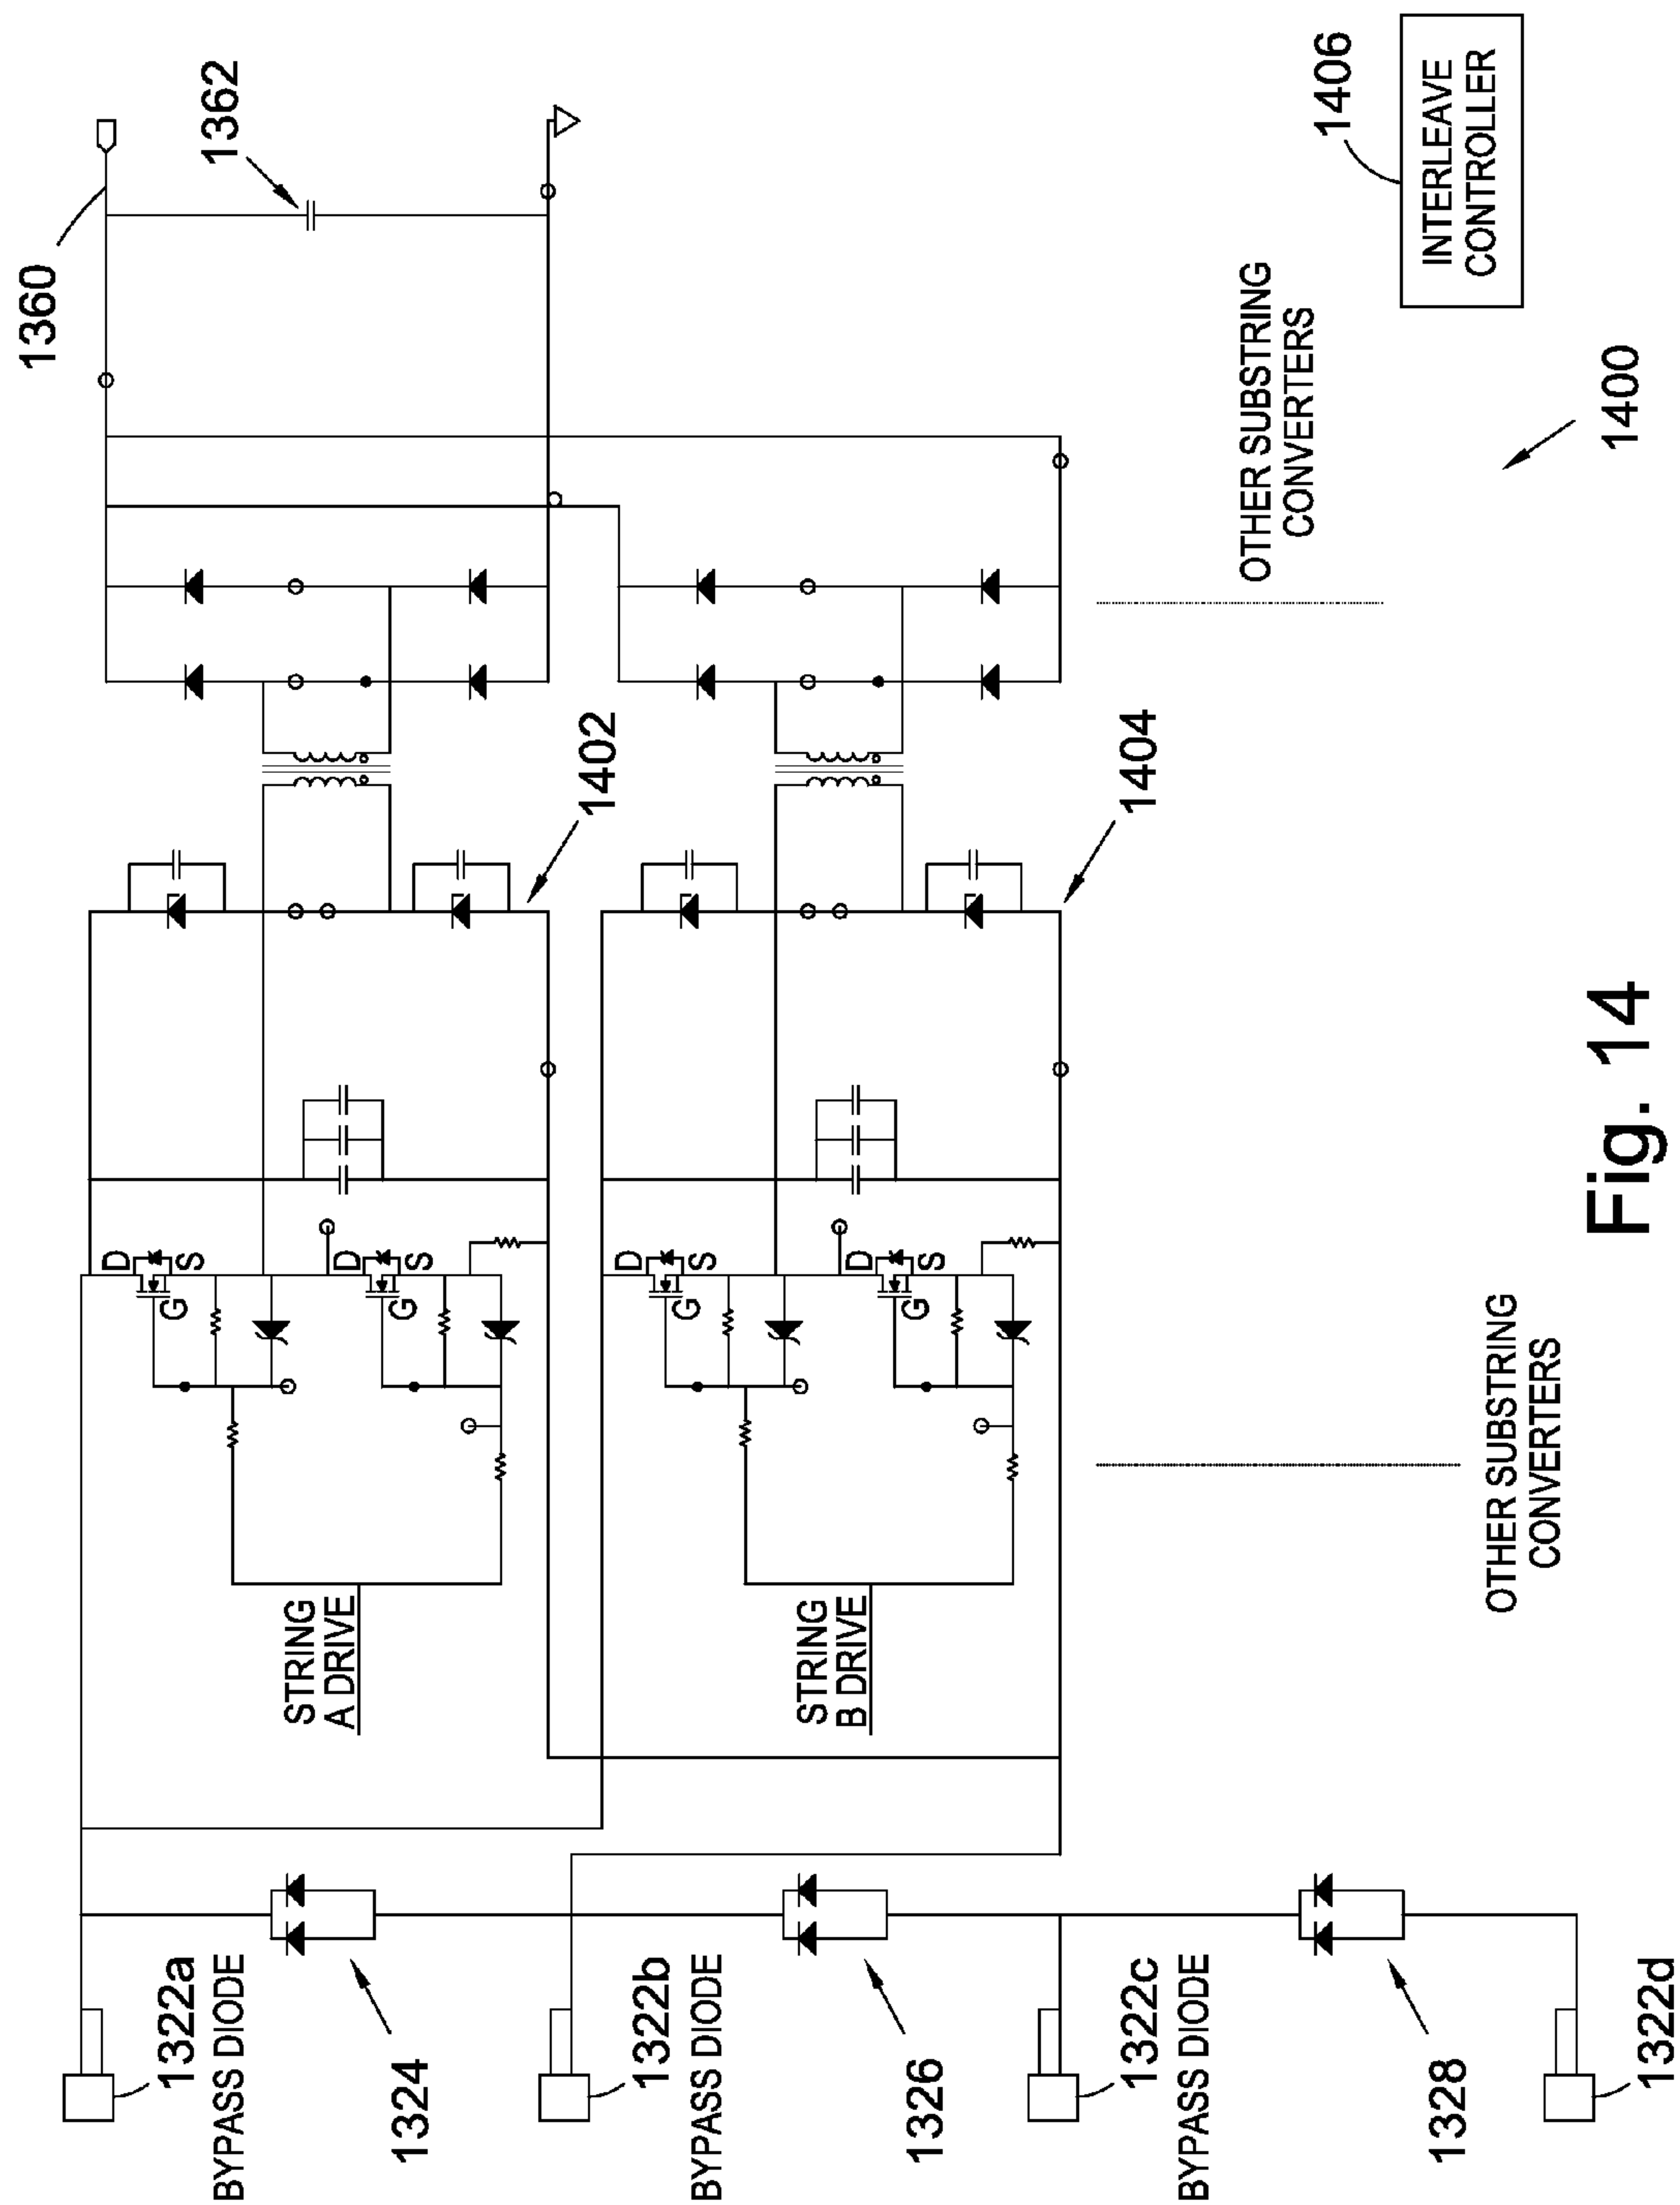 1322a
BYPASS DIODE
1324
1322b
BYPASS DIODE
1326
1322c
BYPASS DIODE
1328
1322d
STRING
A DRIVE
STRING
B DRIVE
D
G
S
D
G
S
D
G
S
D
G
S
OTHER SUBSTRING
CONVERTERS
1402
1404
1360
1362
OTHER SUBSTRING
CONVERTERS
1400
1406
INTERLEAVE
CONTROLLER
Fig. 14